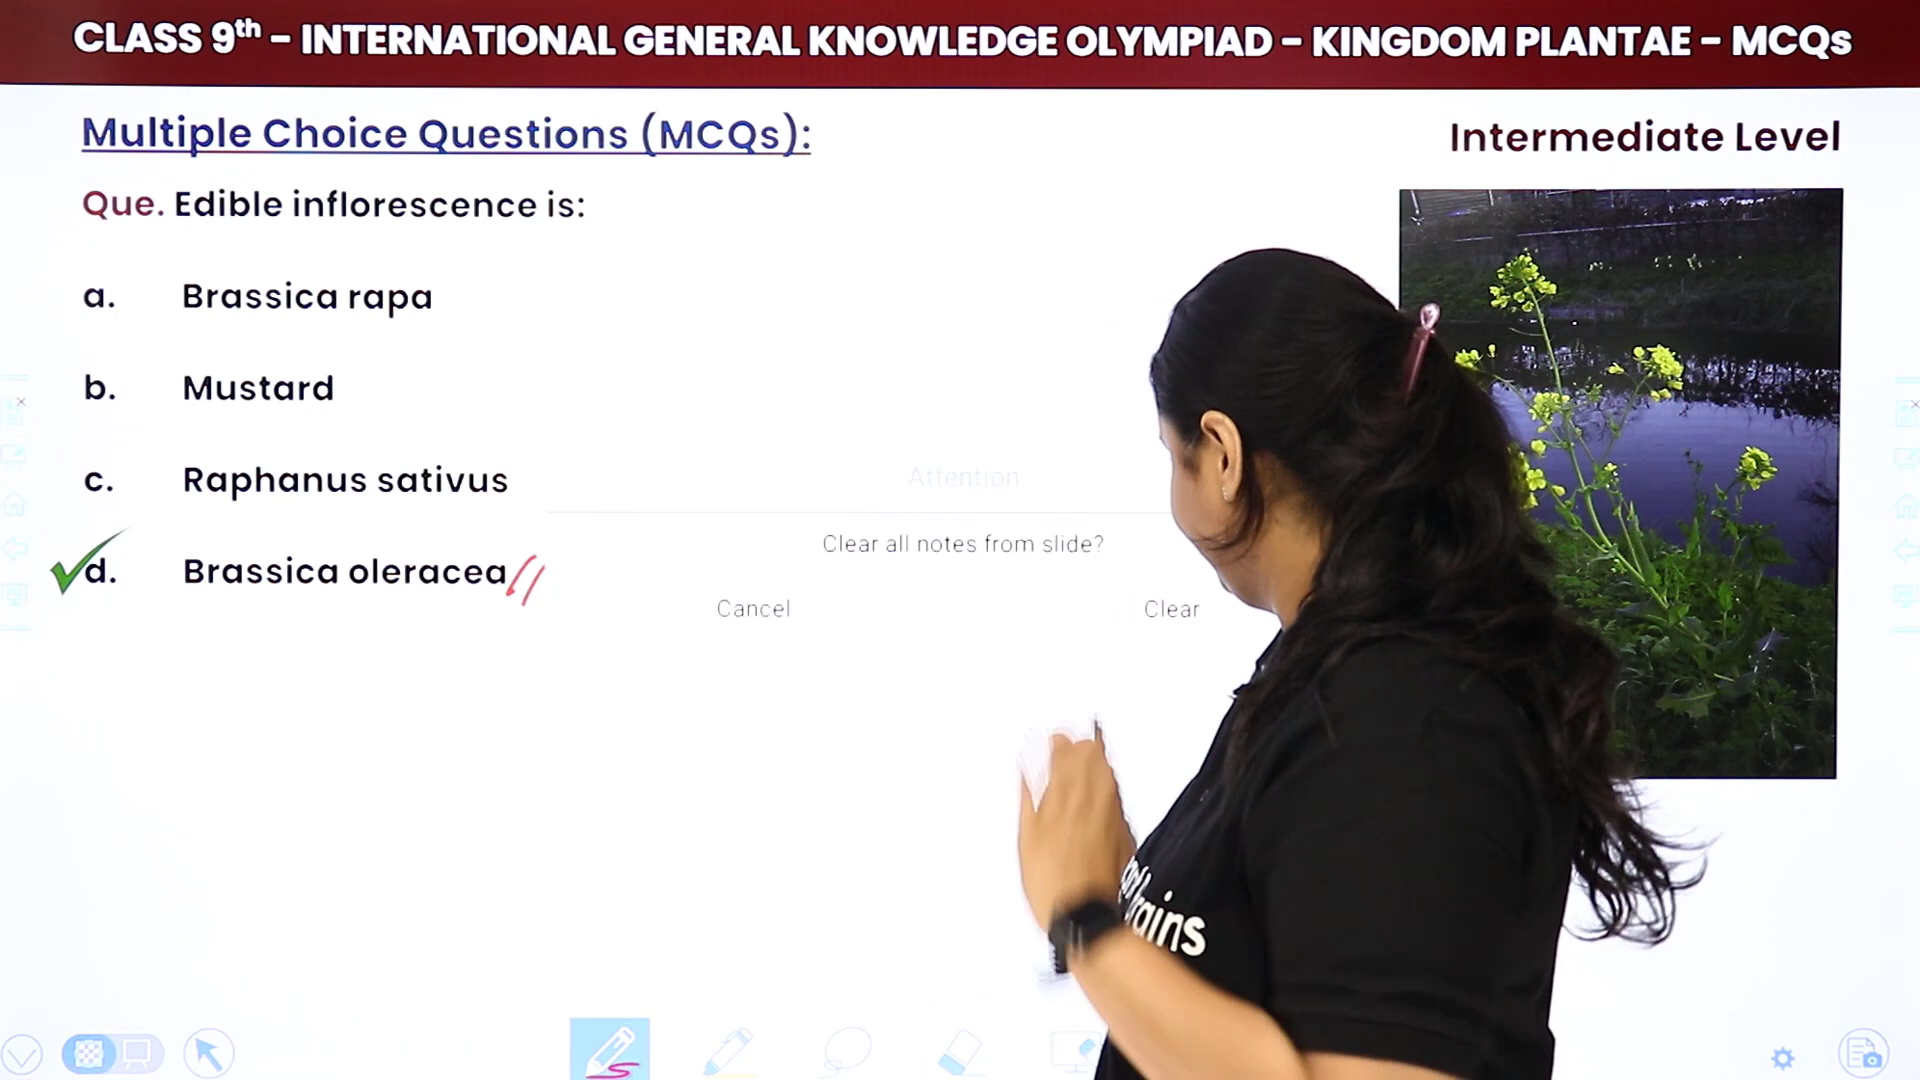 CLASS 9th – INTERNATIONAL GENERAL KNOWLEDGE OLYMPIAD – KINGDOM PLANTAE – MCQs
Multiple Choice Questions (MCQs):
Intermediate Level
Que. Edible inflorescence is:
a. Brassica rapa
b. Mustard
c. Raphanus sativus
d. Brassica oleracea
Attention
Clear all notes from slide?
Cancel Clear